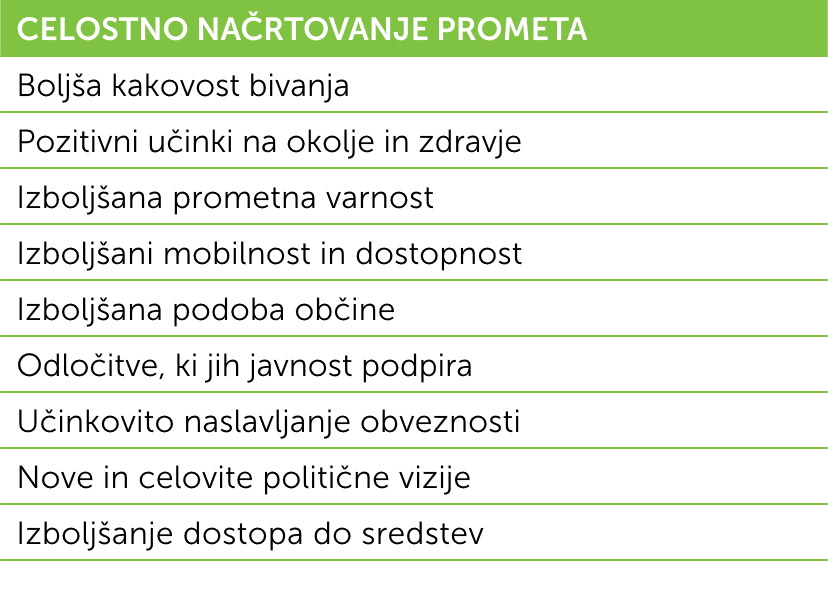 CELOSTNO NAČRTOVANJE PROMETA
Boljša kakovost bivanja
Pozitivni učinki na okolje in zdravje
Izboljšana prometna varnost
Izboljšani mobilnost in dostopnost
Izboljšana podoba občine
Odločitve, ki jih javnost podpira
Učinkovito naslavljanje obveznosti
Nove in celovite politične vizije
Izboljšanje dostopa do sredstev